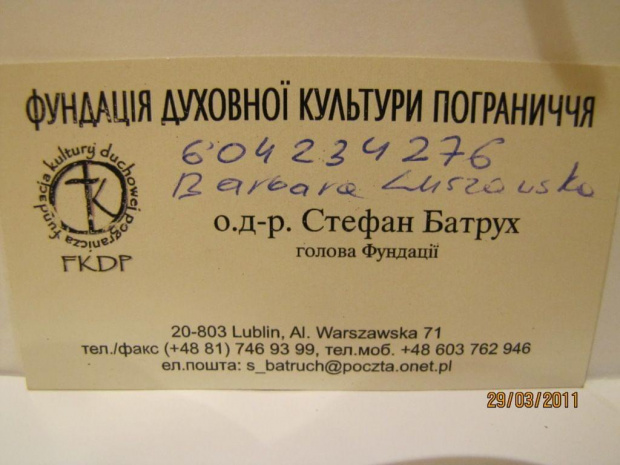 ФУНДАЦІЯ ДУХОВНОЇ КУЛЬТУРИ ПОГРАНИЧЧЯ
604234276
Barbara
fundacja kultury duchowej pogranicza
FKDP
о.д-р. Стефан Батрух
голова Фундації
20-803 Lublin, Al. Warszawska 71
тел./факс (+48 81) 746 93 99, тел.моб. +48 603 762 946
ел.пошта: s_batruch@poczta.onet.pl
29/03/2011